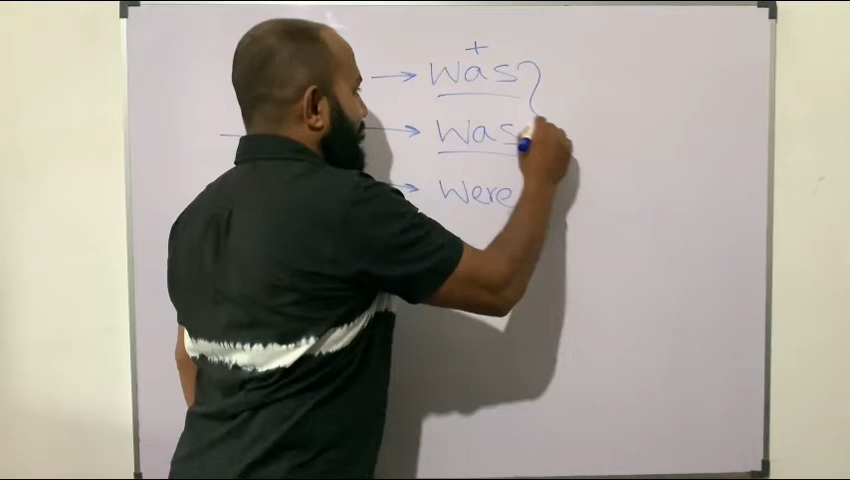 +
→ Was
→ Was
→ Were